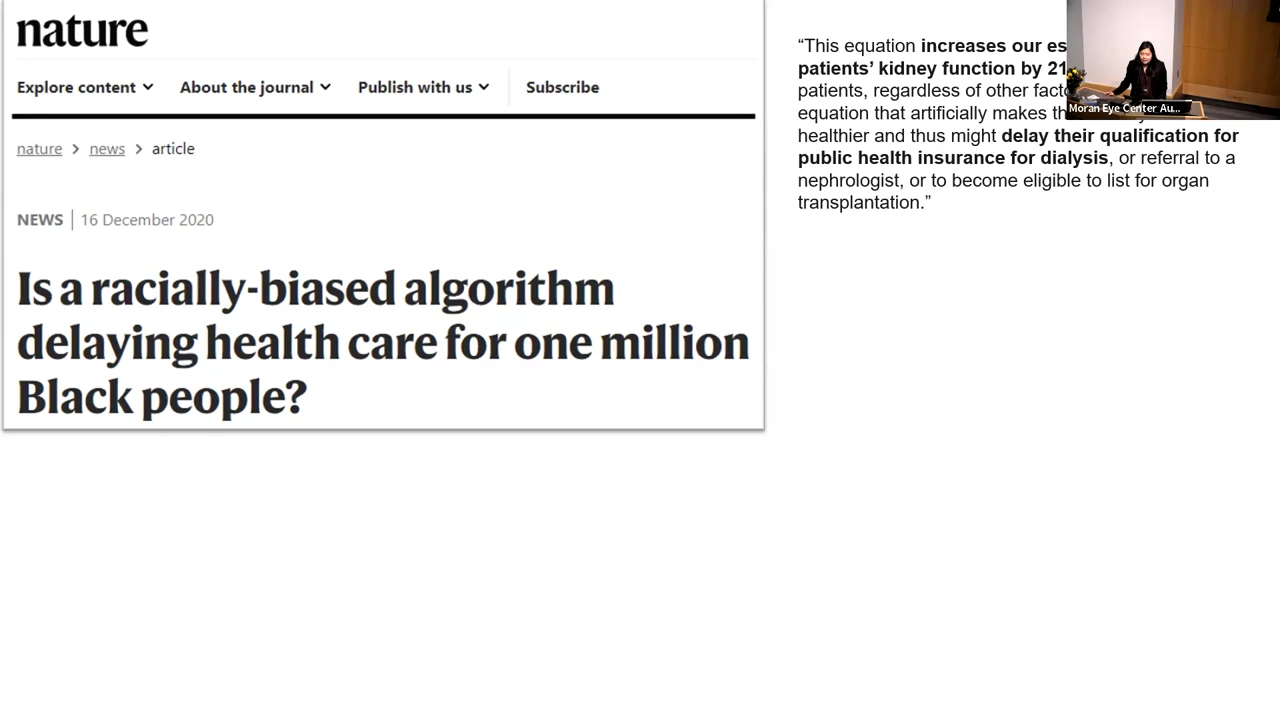 nature
Explore content About the journal Publish with us Subscribe
nature > news > article
NEWS | 16 December 2020
Is a racially-biased algorithm
delaying health care for one million
Black people?
“This equation increases our
patients’ kidney function by 21
patients, regardless of other
equation that artificially makes
healthier and thus might delay their qualification for
public health insurance for dialysis, or referral to a
nephrologist, or to become eligible to list for organ
transplantation.”
Moran Eye Center Au...